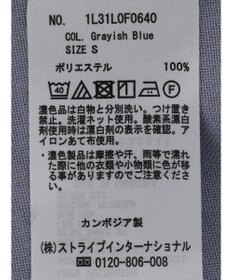 NO. 1L31L0F0640
COL. Grayish Blue
SIZE S
ポリエステル 100%
濃色品は白物と分別洗い。つけ置き
禁止。洗濯ネット使用。酸素系漂白
剤使用時は漂白剤の表示を確認。ア
イロンあて布使用。
・濃色製品は摩擦や汗、雨等で濡れ
た際に他の衣類や小物類に色が移
る事がありますのでご注意くださ
い。
カンボジア製
(株)ストライプインターナショナル
0120-806-008